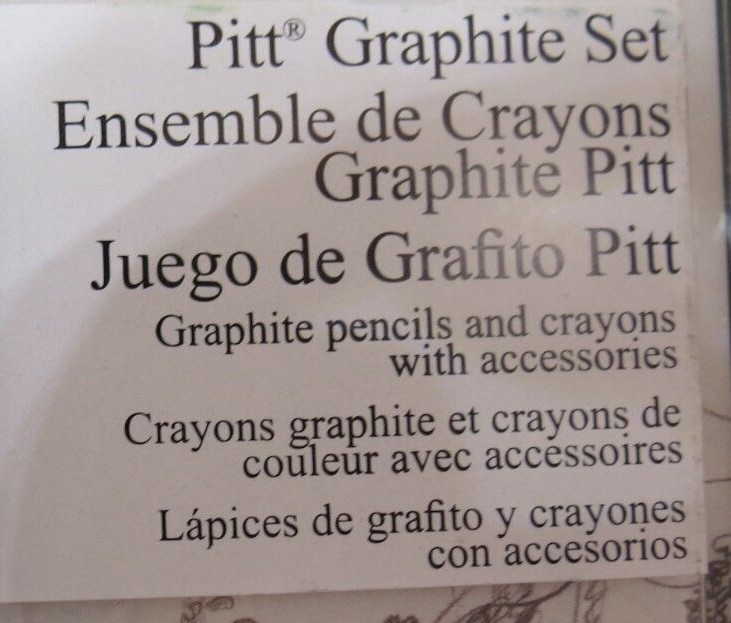 Pitt® Graphite Set
Ensemble de Crayons
Graphite Pitt
Juego de Grafito Pitt
Graphite pencils and crayons
with accessories
Crayons graphite et crayons de
couleur avec accessoires
Lápices de grafito y crayones
con accesorios